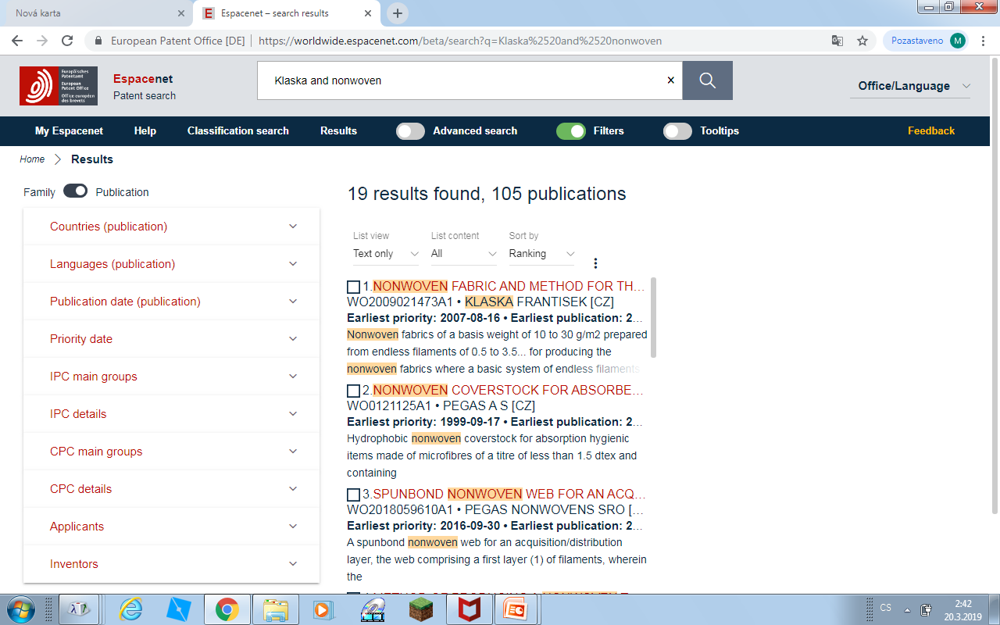 Nová karta
Espacenet – search results
European Patent Office [DE] | https://worldwide.espacenet.com/beta/search?q=Klaska%2520and%2520nonwoven
Pozastaveno M
Europäisches Patentamt
European Patent Office
Office européen des brevets
Espacenet
Patent search
Klaska and nonwoven
Office/Language
My Espacenet Help Classification search Results Advanced search Filters Tooltips Feedback
Home Results
Family Publication
Countries (publication)
Languages (publication)
Publication date (publication)
Priority date
IPC main groups
IPC details
CPC main groups
CPC details
Applicants
Inventors
19 results found, 105 publications
List view List content Sort by
Text only All Ranking
1.NONWOVEN FABRIC AND METHOD FOR TH…
WO2009021473A1 • KLASKA FRANTISEK [CZ]
Earliest priority: 2007-08-16 • Earliest publication: 2…
Nonwoven fabrics of a basis weight of 10 to 30 g/m2 prepared
from endless filaments of 0.5 to 3.5... for producing the
nonwoven fabrics where a basic system of endless filaments
2.NONWOVEN COVERSTOCK FOR ABSORBE…
WO0121125A1 • PEGAS A S [CZ]
Earliest priority: 1999-09-17 • Earliest publication: 2…
Hydrophobic nonwoven coverstock for absorption hygienic
items made of microfibres of a titre of less than 1.5 dtex and
containing
3.SPUNBOND NONWOVEN WEB FOR AN ACQ…
WO2018059610A1 • PEGAS NONWOVENS SRO […
Earliest priority: 2016-09-30 • Earliest publication: 2…
A spunbond nonwoven web for an acquisition/distribution
layer, the web comprising a first layer (1) of filaments, wherein
the
CS
2:42
20.3.2019